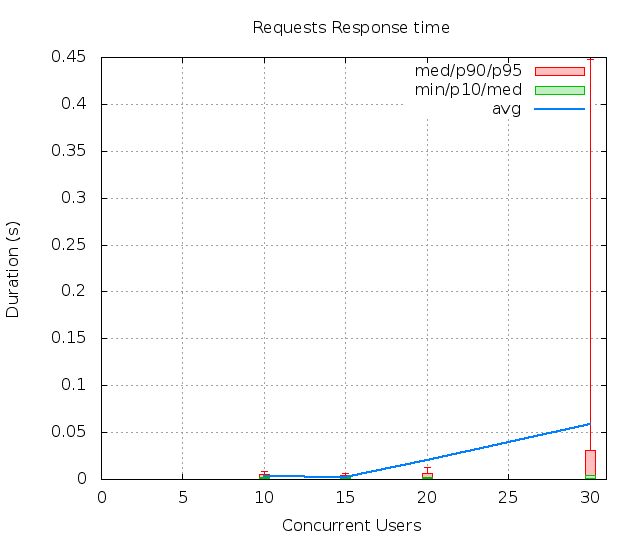 Requests Response time
0.45
0.4
0.35
0.3
0.25
0.2
0.15
0.1
0.05
0
Duration (s)
med/p90/p95
min/p10/med
avg
0 5 10 15 20 25 30
Concurrent Users